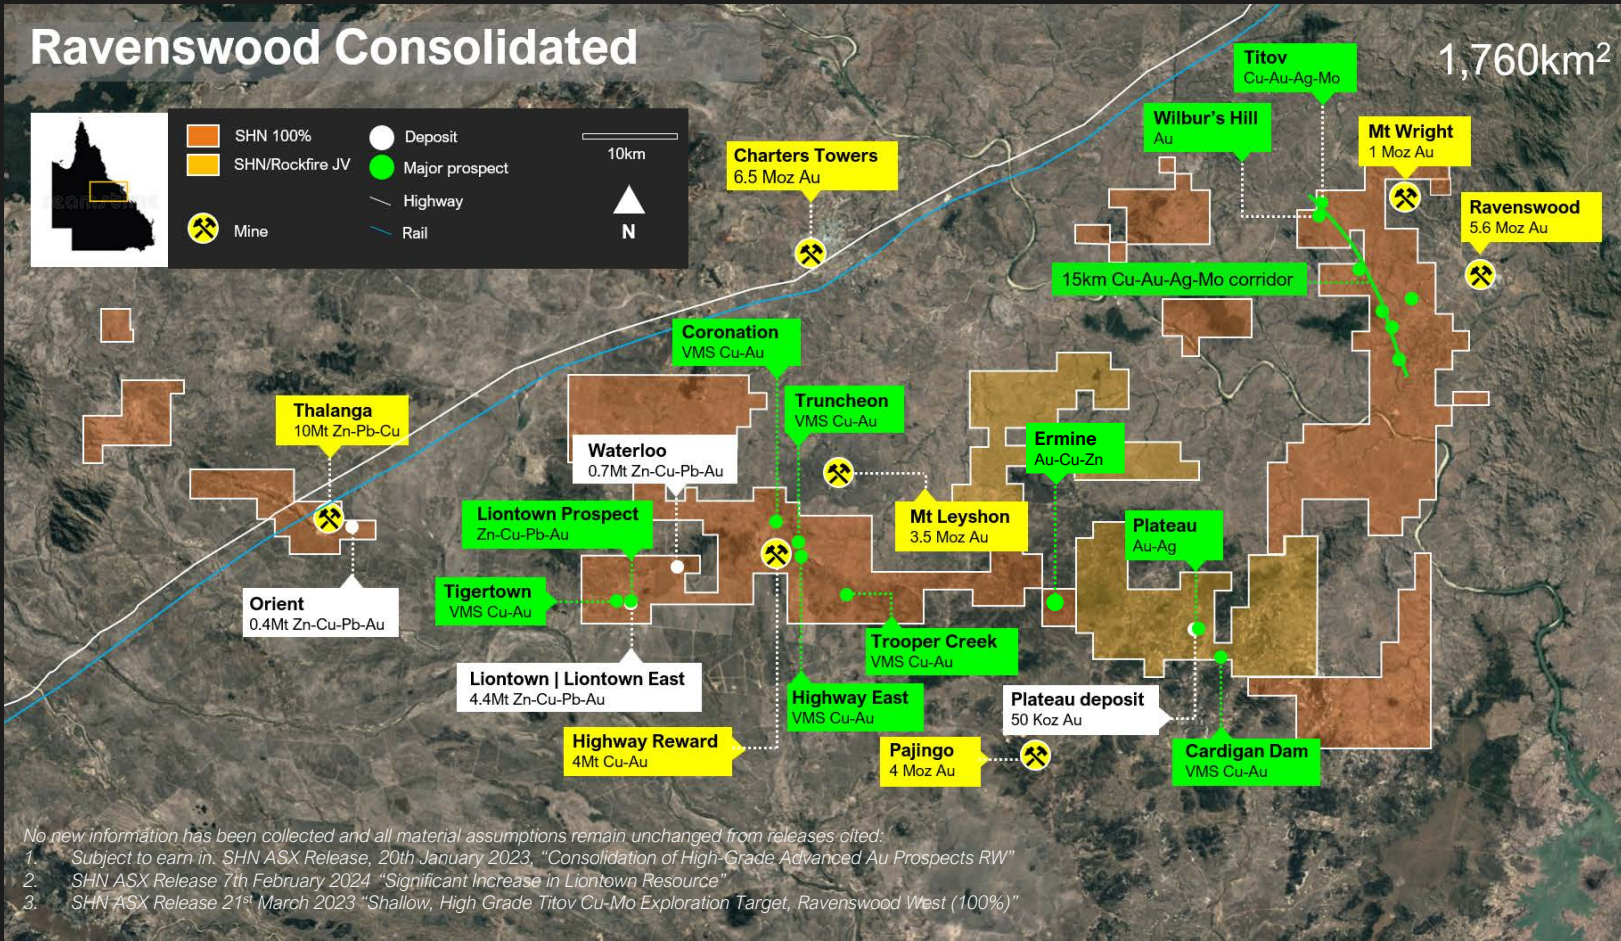 Ravenswood Consolidated
1,760km²
SHN 100%
SHN/Rockfire JV
Mine
Deposit
Major prospect
Highway
Rail
10km
N
Titov
Cu-Au-Ag-Mo
Wilbur's Hill
Au
Mt Wright
1 Moz Au
Charters Towers
6.5 Moz Au
Ravenswood
5.6 Moz Au
15km Cu-Au-Ag-Mo corridor
Coronation
VMS Cu-Au
Truncheon
VMS Cu-Au
Thalanga
10Mt Zn-Pb-Cu
Waterloo
0.7Mt Zn-Cu-Pb-Au
Ermine
Au-Cu-Zn
Liontown Prospect
Zn-Cu-Pb-Au
Mt Leyshon
3.5 Moz Au
Plateau
Au-Ag
Tigertown
VMS Cu-Au
Orient
0.4Mt Zn-Cu-Pb-Au
Trooper Creek
VMS Cu-Au
Liontown | Liontown East
4.4Mt Zn-Cu-Pb-Au
Highway East
VMS Cu-Au
Plateau deposit
50 Koz Au
Highway Reward
4Mt Cu-Au
Pajingo
4 Moz Au
Cardigan Dam
VMS Cu-Au
No new information has been collected and all material assumptions remain unchanged from releases cited:
1. Subject to earn in. SHN ASX Release, 20th January 2023, "Consolidation of High-Grade Advanced Au Prospects RW"
2. SHN ASX Release 7th February 2024 "Significant Increase in Liontown Resource"
3. SHN ASX Release 21st March 2023 "Shallow, High Grade Titov Cu-Mo Exploration Target, Ravenswood West (100%)"